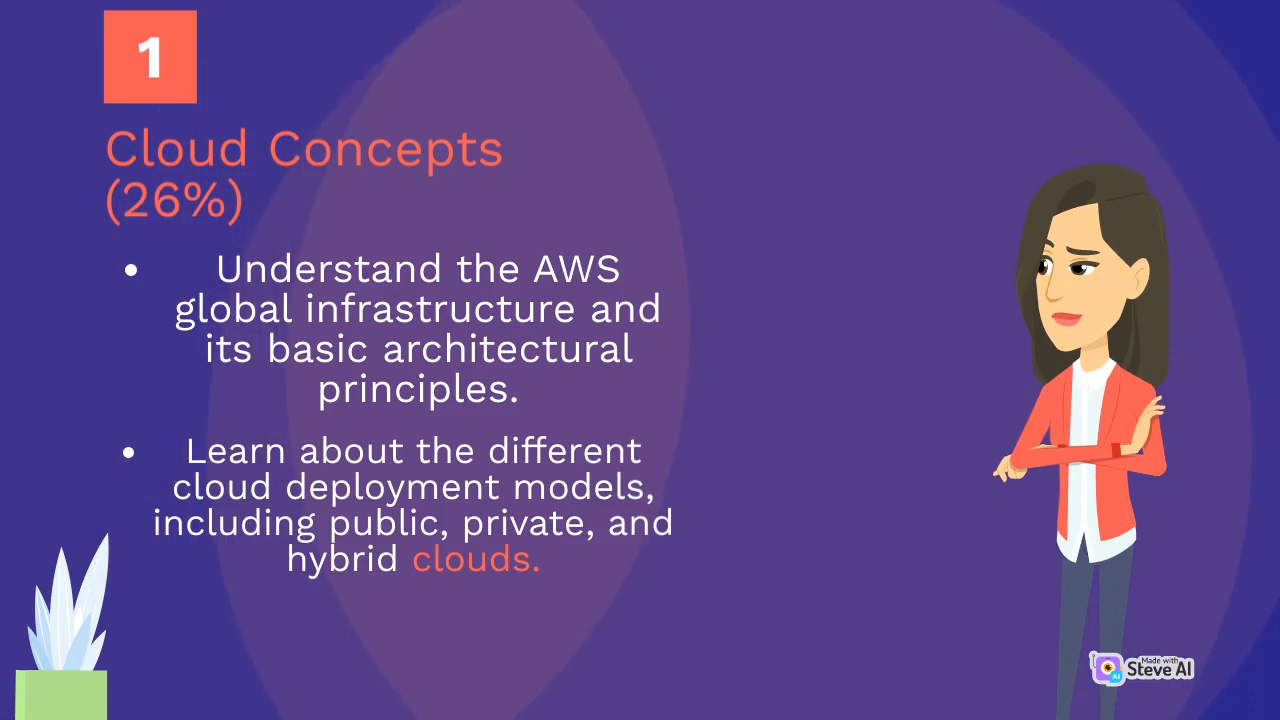 1
Cloud Concepts
(26%)
• Understand the AWS
global infrastructure and
its basic architectural
principles.
• Learn about the different
cloud deployment models,
including public, private, and
hybrid clouds.
Made with
Steve AI
AI